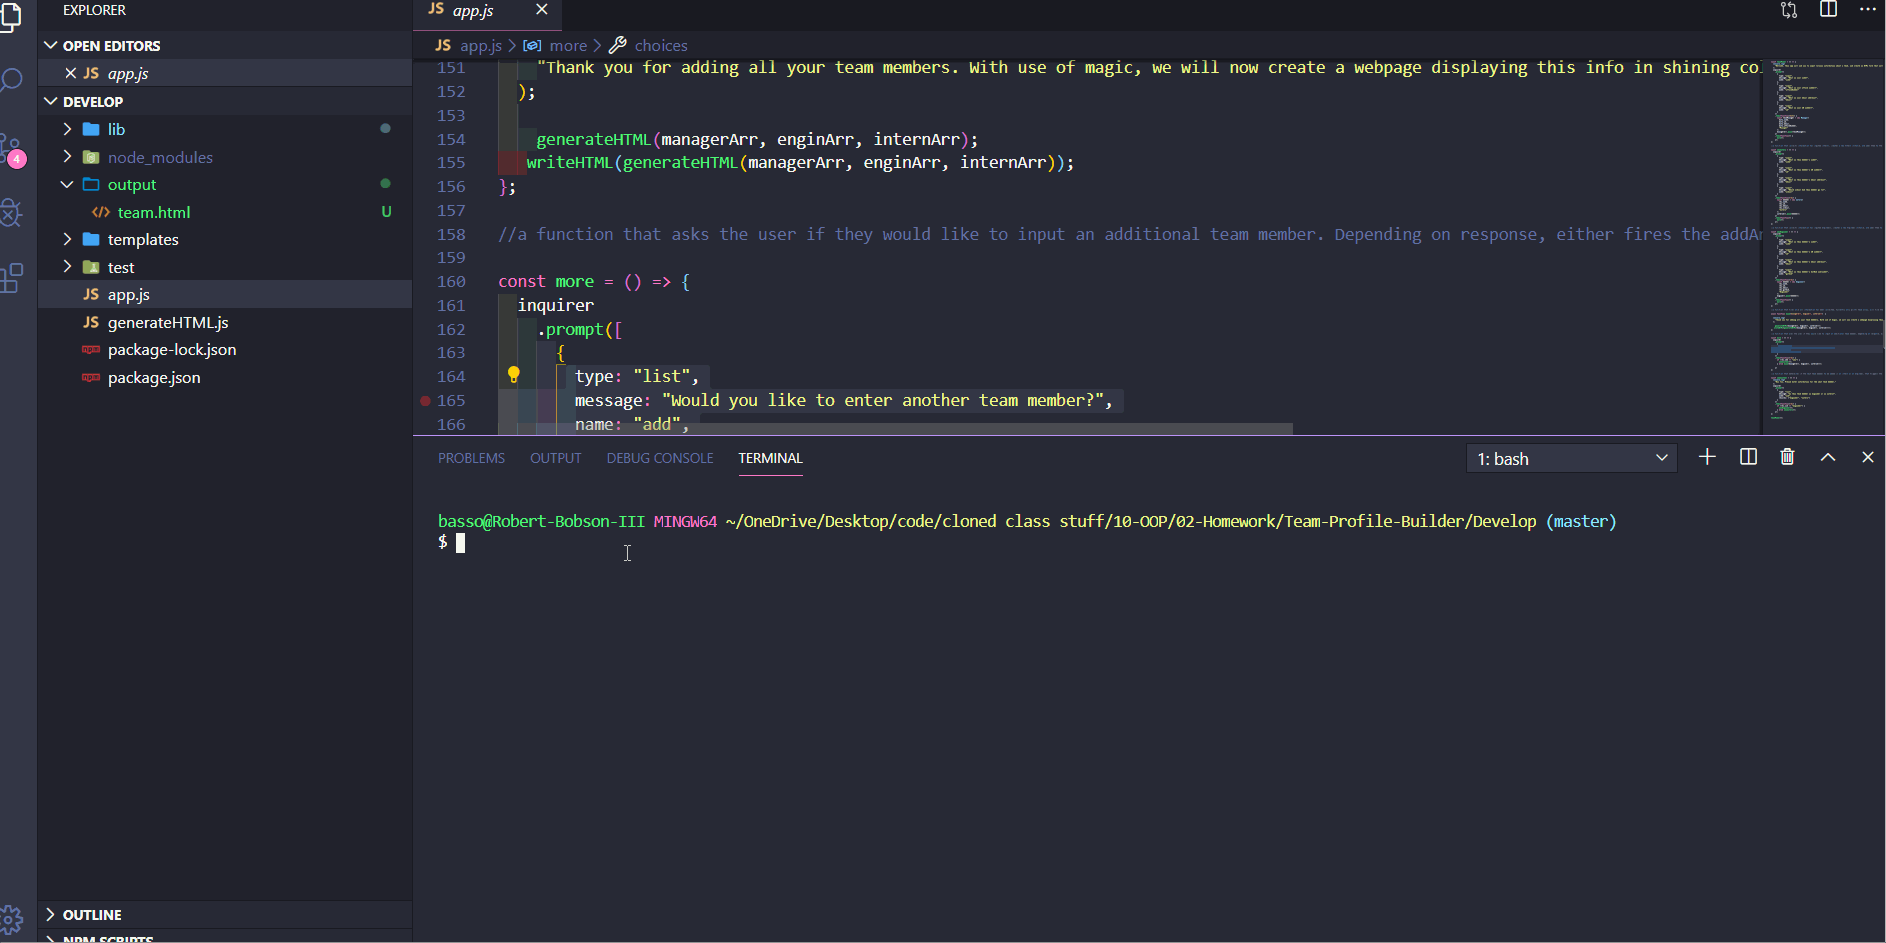 EXPLORER
OPEN EDITORS
JS app.js
DEVELOP
lib
node_modules
output
team.html U
templates
test
JS app.js
JS generateHTML.js
package-lock.json
package.json
OUTLINE
NPM SCRIPTS
4
JS app.js
JS app.js > more > choices
151 "Thank you for adding all your team members. With use of magic, we will now create a webpage displaying this info in shining co
152 );
153
154 generateHTML(managerArr, enginArr, internArr);
155 writeHTML(generateHTML(managerArr, enginArr, internArr));
156 };
157
158 //a function that asks the user if they would like to input an additional team member. Depending on response, either fires the addA
159
160 const more = () => {
161 inquirer
162 .prompt([
163 {
164 type: "list",
165 message: "Would you like to enter another team member?",
166 name: "add",
PROBLEMS OUTPUT DEBUG CONSOLE TERMINAL 1: bash
basso@Robert-Bobson-III MINGW64 ~/OneDrive/Desktop/code/cloned class stuff/10-OOP/02-Homework/Team-Profile-Builder/Develop (master)
$